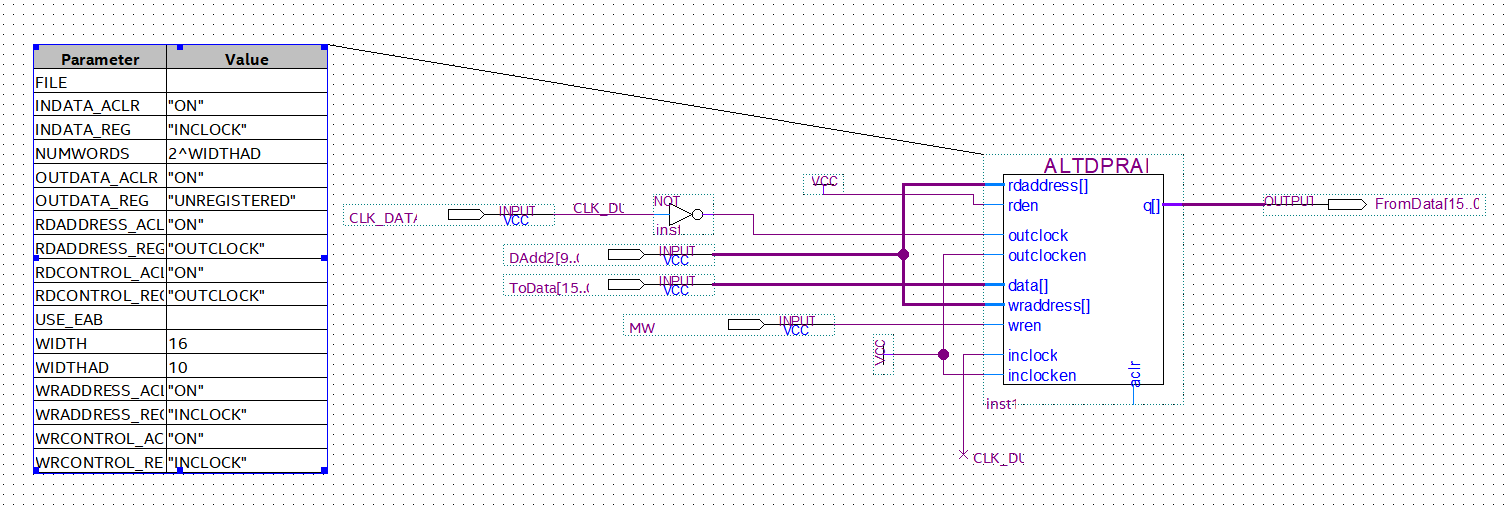 Parameter Value
FILE
INDATA_ACLR "ON"
INDATA_REG "INCLOCK"
NUMWORDS 2^WIDTHAD
OUTDATA_ACLR "ON"
OUTDATA_REG "UNREGISTERED"
RDADDRESS_ACL "ON"
RDADDRESS_REG "OUTCLOCK"
RDCONTROL_ACL "ON"
RDCONTROL_REG "OUTCLOCK"
USE_EAB
WIDTH 16
WIDTHAD 10
WRADDRESS_ACL "ON"
WRADDRESS_REG "INCLOCK"
WRCONTROL_AC "ON"
WRCONTROL_RE "INCLOCK"
CLK_DATA
INPUT
VCC
CLK_DU
NOT
inst
VCC
DAdd2[9..0
INPUT
VCC
ToData[15..0
INPUT
VCC
MW
INPUT
VCC
VCC
ALTDPRAM
rdaddress[]
rden
outclock
outclocken
data[]
wraddress[]
wren
inclock
inclocken
q[]
aclr
inst1
CLK_DU
OUTPUT
FromData[15..0